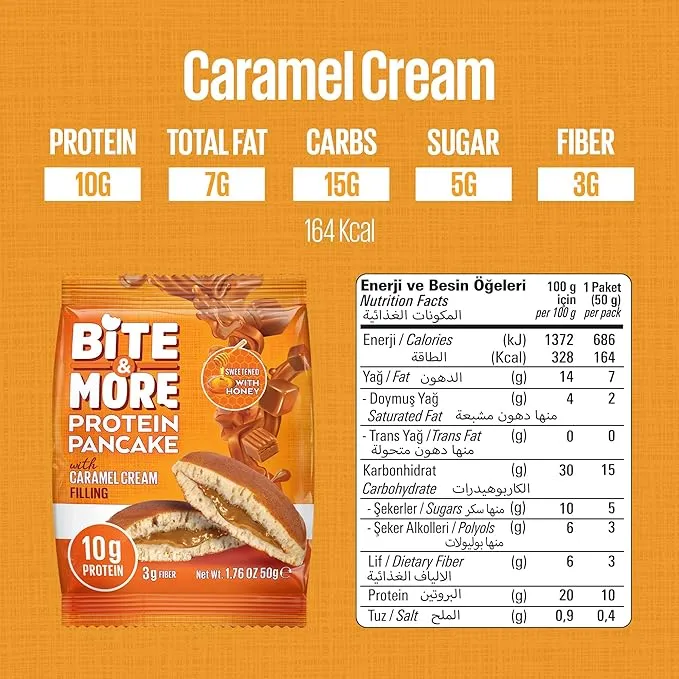 Caramel Cream
PROTEIN TOTAL FAT CARBS SUGAR FIBER
10G 7G 15G 5G 3G
164 Kcal
BiTE
&
MORE
PROTEIN
PANCAKE
with
CARAMEL CREAM
FILLING
SWEETENED
WITH
HONEY
10g
PROTEIN
3g FIBER
Net Wt. 1.76 OZ 50g℮
Enerji ve Besin Öğeleri 100 g 1 Paket
Nutrition Facts için (50 g)
المكونات الغذائية per 100g per pack
Enerji / Calories (kJ) 1372 686
الطاقة (Kcal) 328 164
Yağ / Fat الدهون (g) 14 7
- Doymuş Yağ (g) 4 2
Saturated Fat منها دهون مشبعة
- Trans Yağ / Trans Fat (g) 0 0
منها دهون متحولة
Karbonhidrat (g) 30 15
Carbohydrate الكاربوهيدرات
- Şekerler / Sugars منها سكر (g) 10 5
- Şeker Alkolleri / Polyols (g) 6 3
منها بوليولات
Lif / Dietary Fiber (g) 6 3
الالياف الغذائية
Protein البروتين (g) 20 10
Tuz / Salt الملح (g) 0,9 0,4